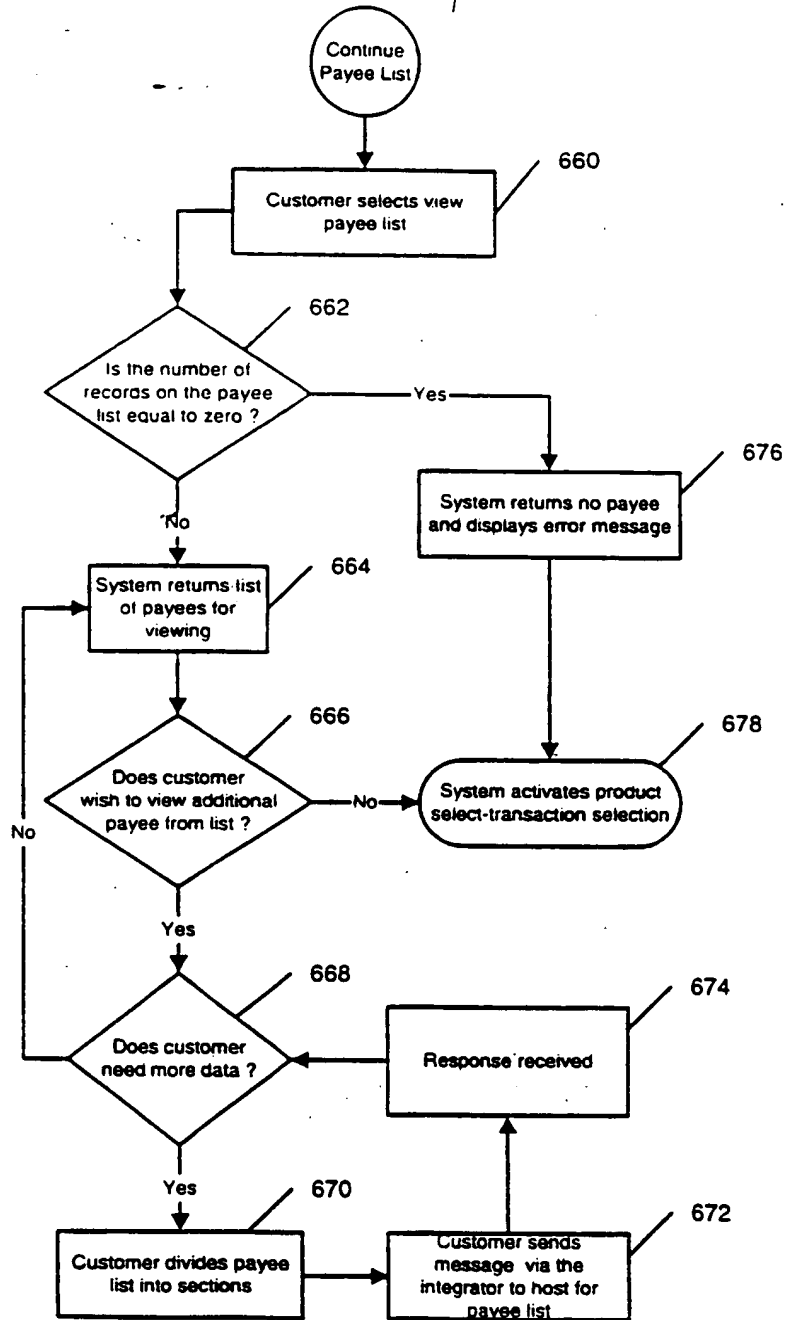 Continue
Payee List
660
Customer selects view
payee list
662
Is the number of
records on the payee
list equal to zero ?
Yes
676
System returns no payee
and displays error message
No
664
System returns list
of payees for
viewing
666
Does customer
wish to view additional
payee from list ?
No
678
System activates product
select-transaction selection
No
Yes
668
Does customer
need more data ?
674
Response received
Yes
670
Customer divides payee
list into sections
672
Customer sends
message via the
integrator to host for
payee list